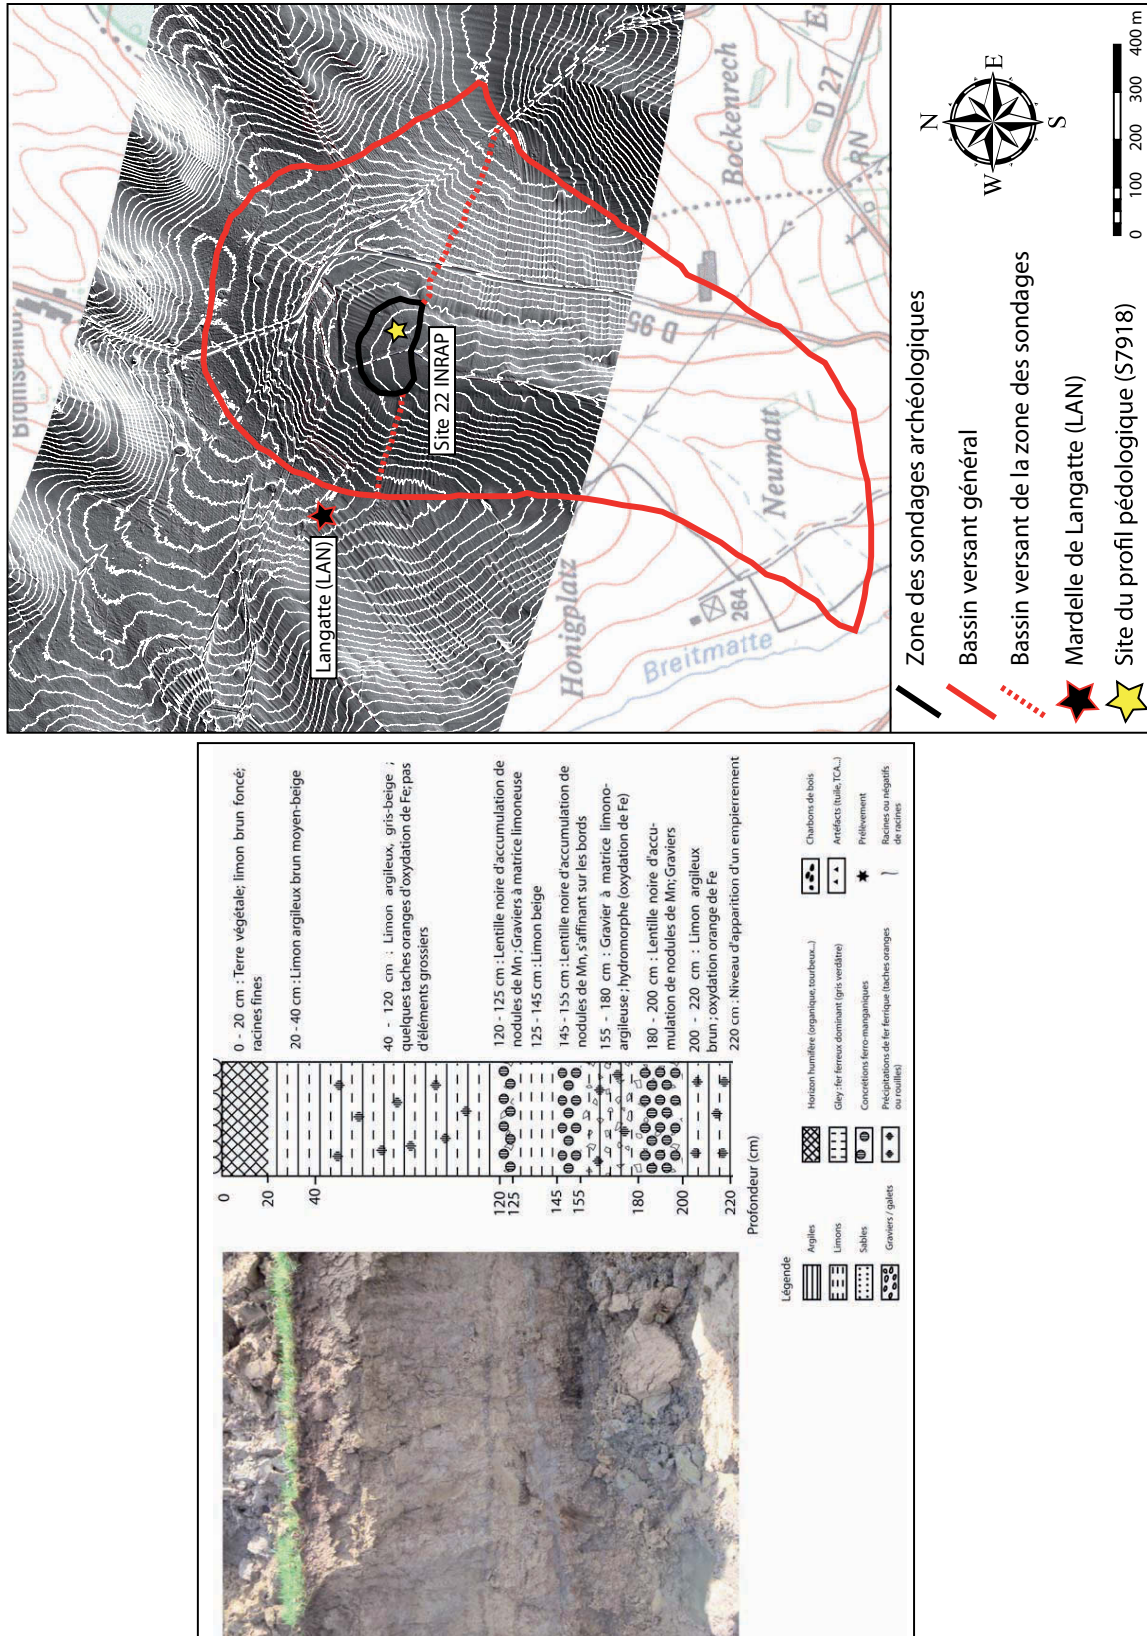 Bramsenhur
Bockenrech
D 27
RN
D 95
Honigplatz
Neumatt
264
Breitmatte
Langatte (LAN)
Site 22 INRAP
N
W
E
S
0 100 200 300 400 m
Zone des sondages archéologiques
Bassin versant général
Bassin versant de la zone des sondages
Mardelle de Langatte (LAN)
Site du profil pédologique (S7918)
0 - 20 cm : Terre végétale; limon brun foncé;
racines fines
20 - 40 cm : Limon argileux brun moyen-beige
40 - 120 cm : Limon argileux, gris-beige ;
quelques taches oranges d'oxydation de Fe; pas
d'éléments grossiers
120 - 125 cm : Lentille noire d'accumulation de
nodules de Mn ; Graviers à matrice limoneuse
125 - 145 cm : Limon beige
145 - 155 cm : Lentille noire d'accumulation de
nodules de Mn, s'affinant sur les bords
155 - 180 cm : Gravier à matrice limono-
argileuse ; hydromorphe (oxydation de Fe)
180 - 200 cm : Lentille noire d'accu-
mulation de nodules de Mn; Graviers
200 - 220 cm : Limon argileux
brun ; oxydation orange de Fe
220 cm : Niveau d'apparition d'un empierrement
0
20
40
120
125
145
155
180
200
220
Profondeur (cm)
Légende
Argiles
Limons
Sables
Graviers / galets
Horizon humifère (organique, tourbeux...)
Gley : fer ferreux dominant (gris verdâtre)
Concrétions ferro-manganiques
Précipitations de fer ferrique (taches oranges
ou rouilles)
Charbons de bois
Artéfacts (tuile, TCA...)
Prélèvement
Racines ou négatifs
de racines